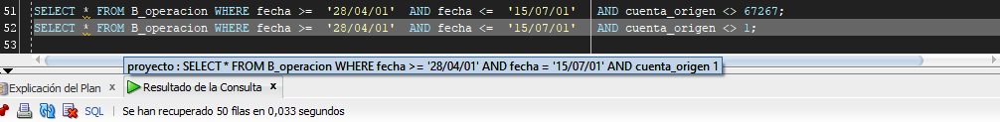 51 SELECT * FROM B_operacion WHERE fecha >= '28/04/01' AND fecha <= '15/07/01' AND cuenta_origen <> 67267;
52 SELECT * FROM B_operacion WHERE fecha >= '28/04/01' AND fecha <= '15/07/01' AND cuenta_origen <> 1;
53
proyecto : SELECT * FROM B_operacion WHERE fecha >= '28/04/01' AND fecha = '15/07/01' AND cuenta_origen 1
Explicación del Plan x Resultado de la Consulta x
SQL | Se han recuperado 50 filas en 0,033 segundos